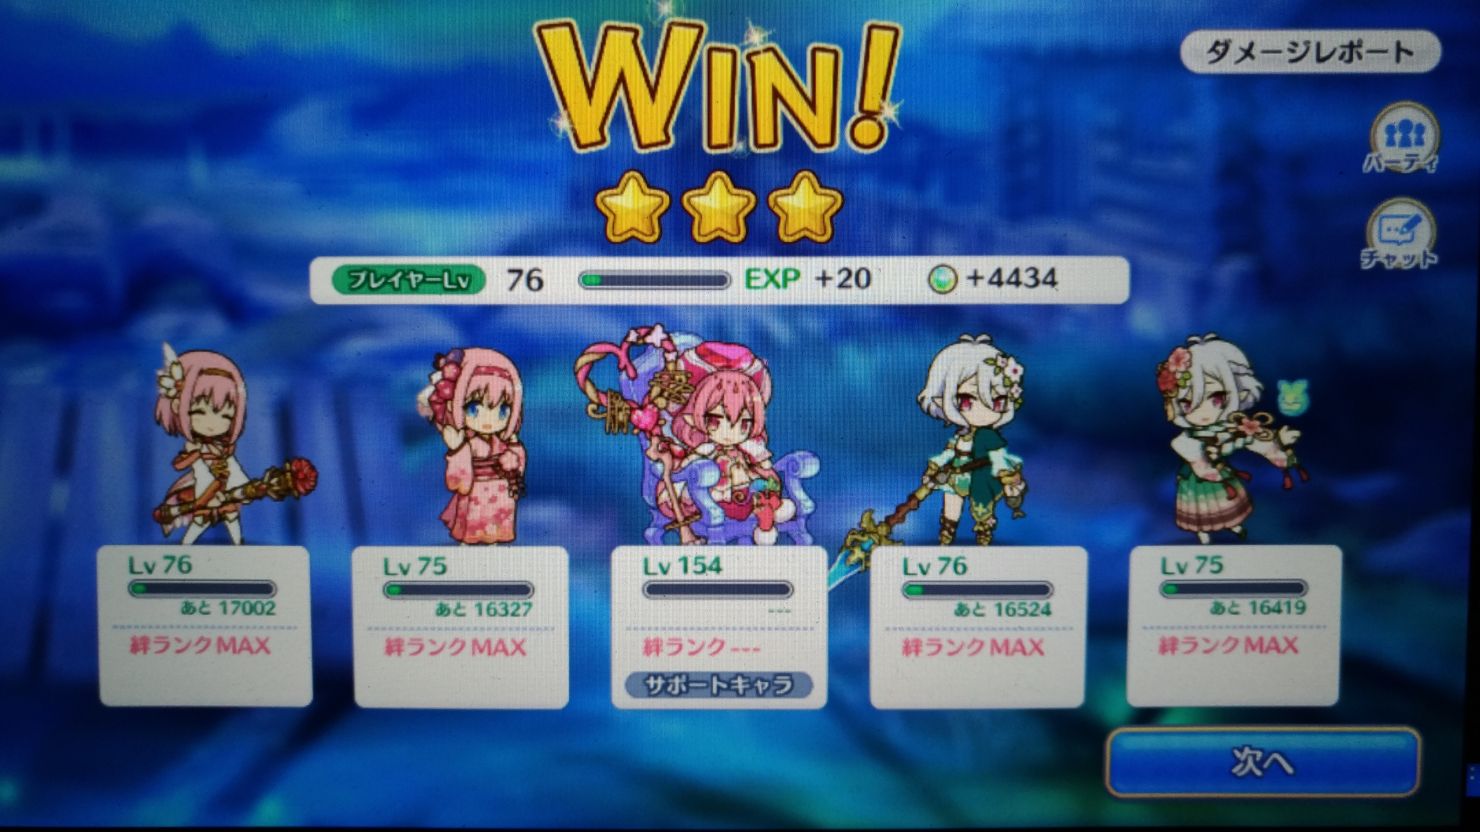 WIN!
ダメージレポート
パーティ
チャット
プレイヤーLv 76 EXP +20 +4434
Lv 76
あと 17002
絆ランクMAX
Lv 75
あと 16327
絆ランクMAX
Lv 154
---
絆ランク ---
サポートキャラ
Lv 76
あと 16524
絆ランクMAX
Lv 75
あと 16419
絆ランクMAX
次へ